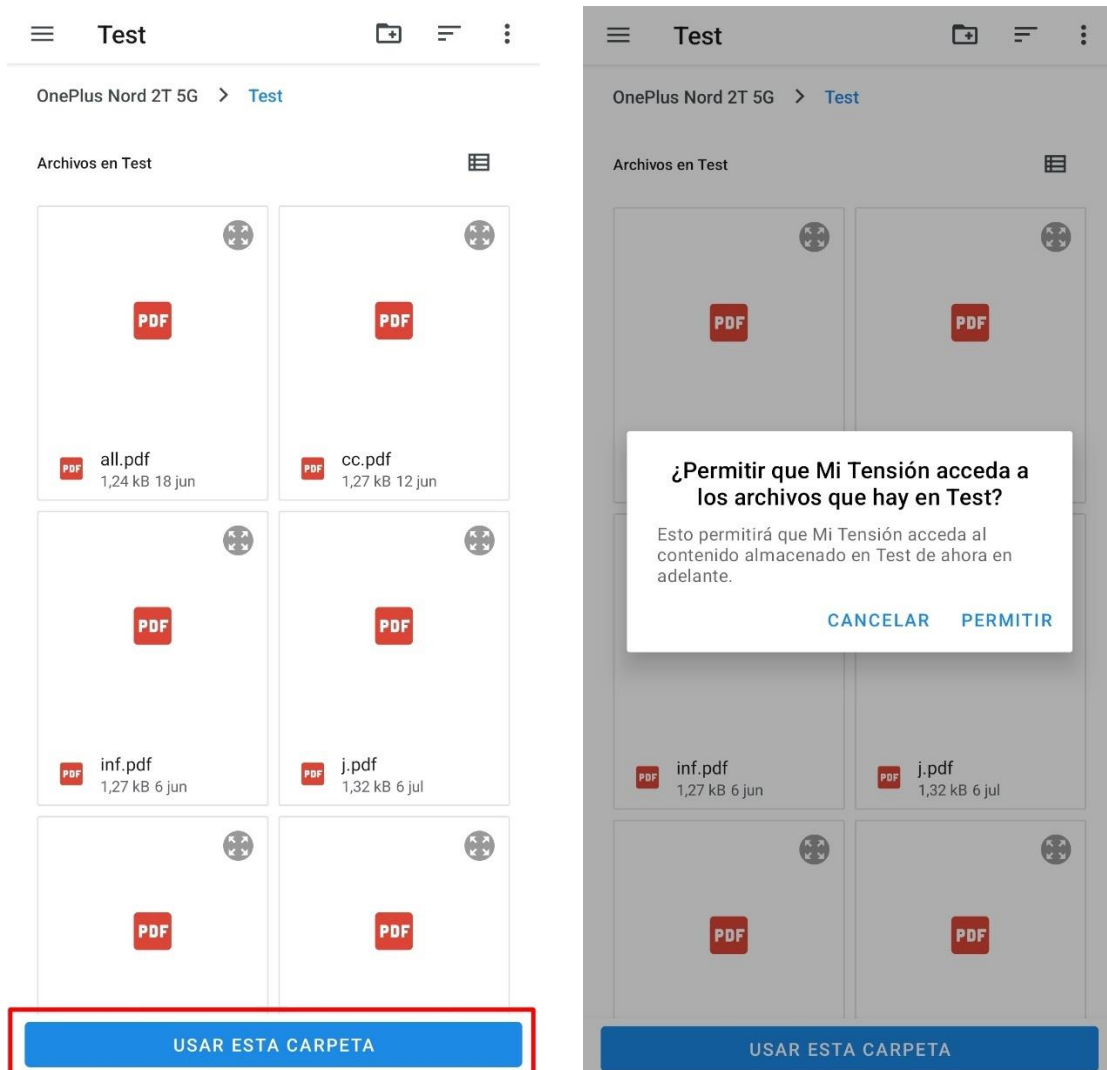 Test
OnePlus Nord 2T 5G > Test
Archivos en Test
PDF
PDF
PDF all.pdf
1,24 kB 18 jun
PDF cc.pdf
1,27 kB 12 jun
PDF
PDF
PDF inf.pdf
1,27 kB 6 jun
PDF j.pdf
1,32 kB 6 jul
PDF
PDF
USAR ESTA CARPETA
Test
OnePlus Nord 2T 5G > Test
Archivos en Test
PDF
PDF
¿Permitir que Mi Tensión acceda a
los archivos que hay en Test?
Esto permitirá que Mi Tensión acceda al
contenido almacenado en Test de ahora en
adelante.
CANCELAR PERMITIR
PDF inf.pdf
1,27 kB 6 jun
PDF j.pdf
1,32 kB 6 jul
PDF
PDF
USAR ESTA CARPETA